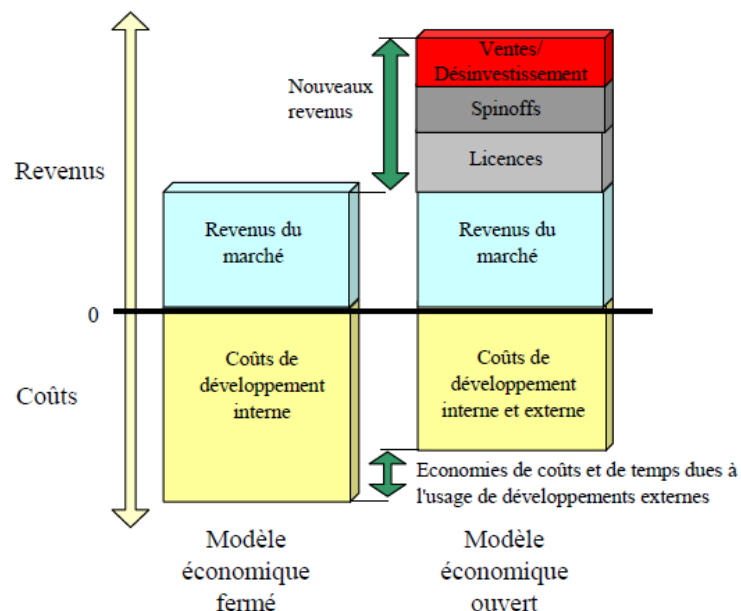 Ventes/
Désinvestissement
Nouveaux
revenus
Spinoffs
Licences
Revenus
Revenus du
marché
Revenus du
marché
0
Coûts de
développement
interne
Coûts de
développement
interne et externe
Coûts
Economies de coûts et de temps dues à
l'usage de développements externes
Modèle
économique
fermé
Modèle
économique
ouvert